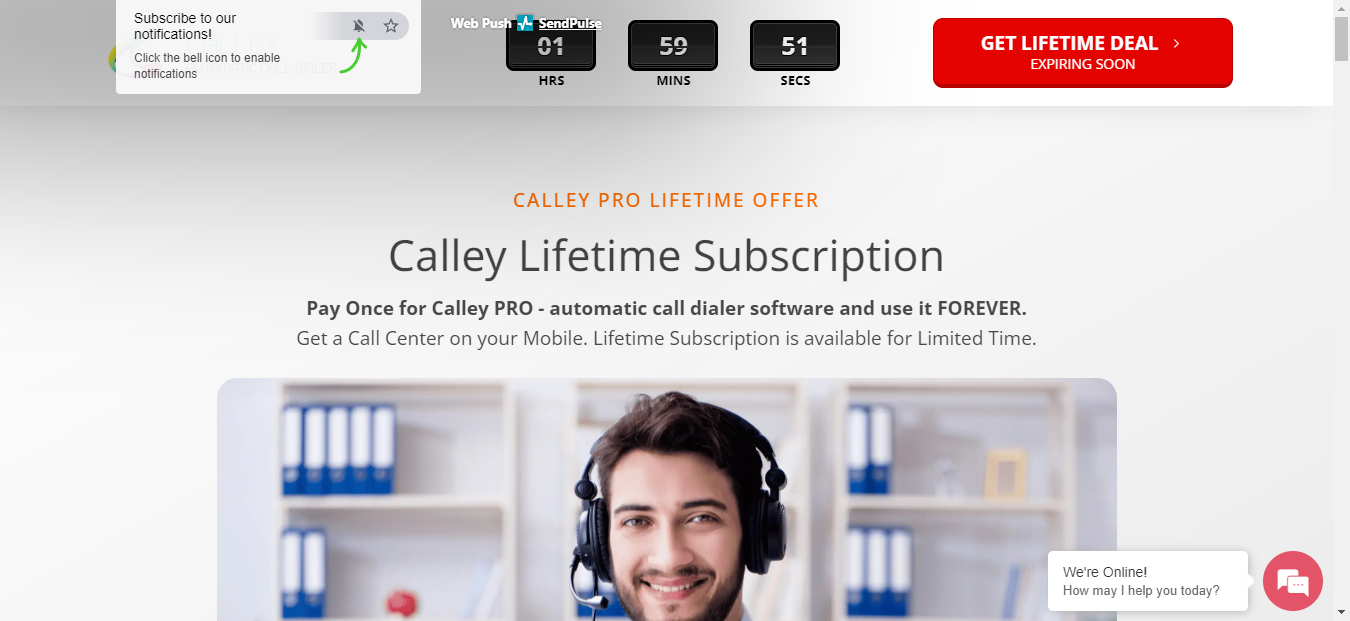 Subscribe to our
notifications!
Click the bell icon to enable
notifications
Web Push SendPulse
01 59 51
HRS MINS SECS
GET LIFETIME DEAL
EXPIRING SOON
CALLEY PRO LIFETIME OFFER
Calley Lifetime Subscription
Pay Once for Calley PRO - automatic call dialer software and use it FOREVER.
Get a Call Center on your Mobile. Lifetime Subscription is available for Limited Time.
We're Online!
How may I help you today?